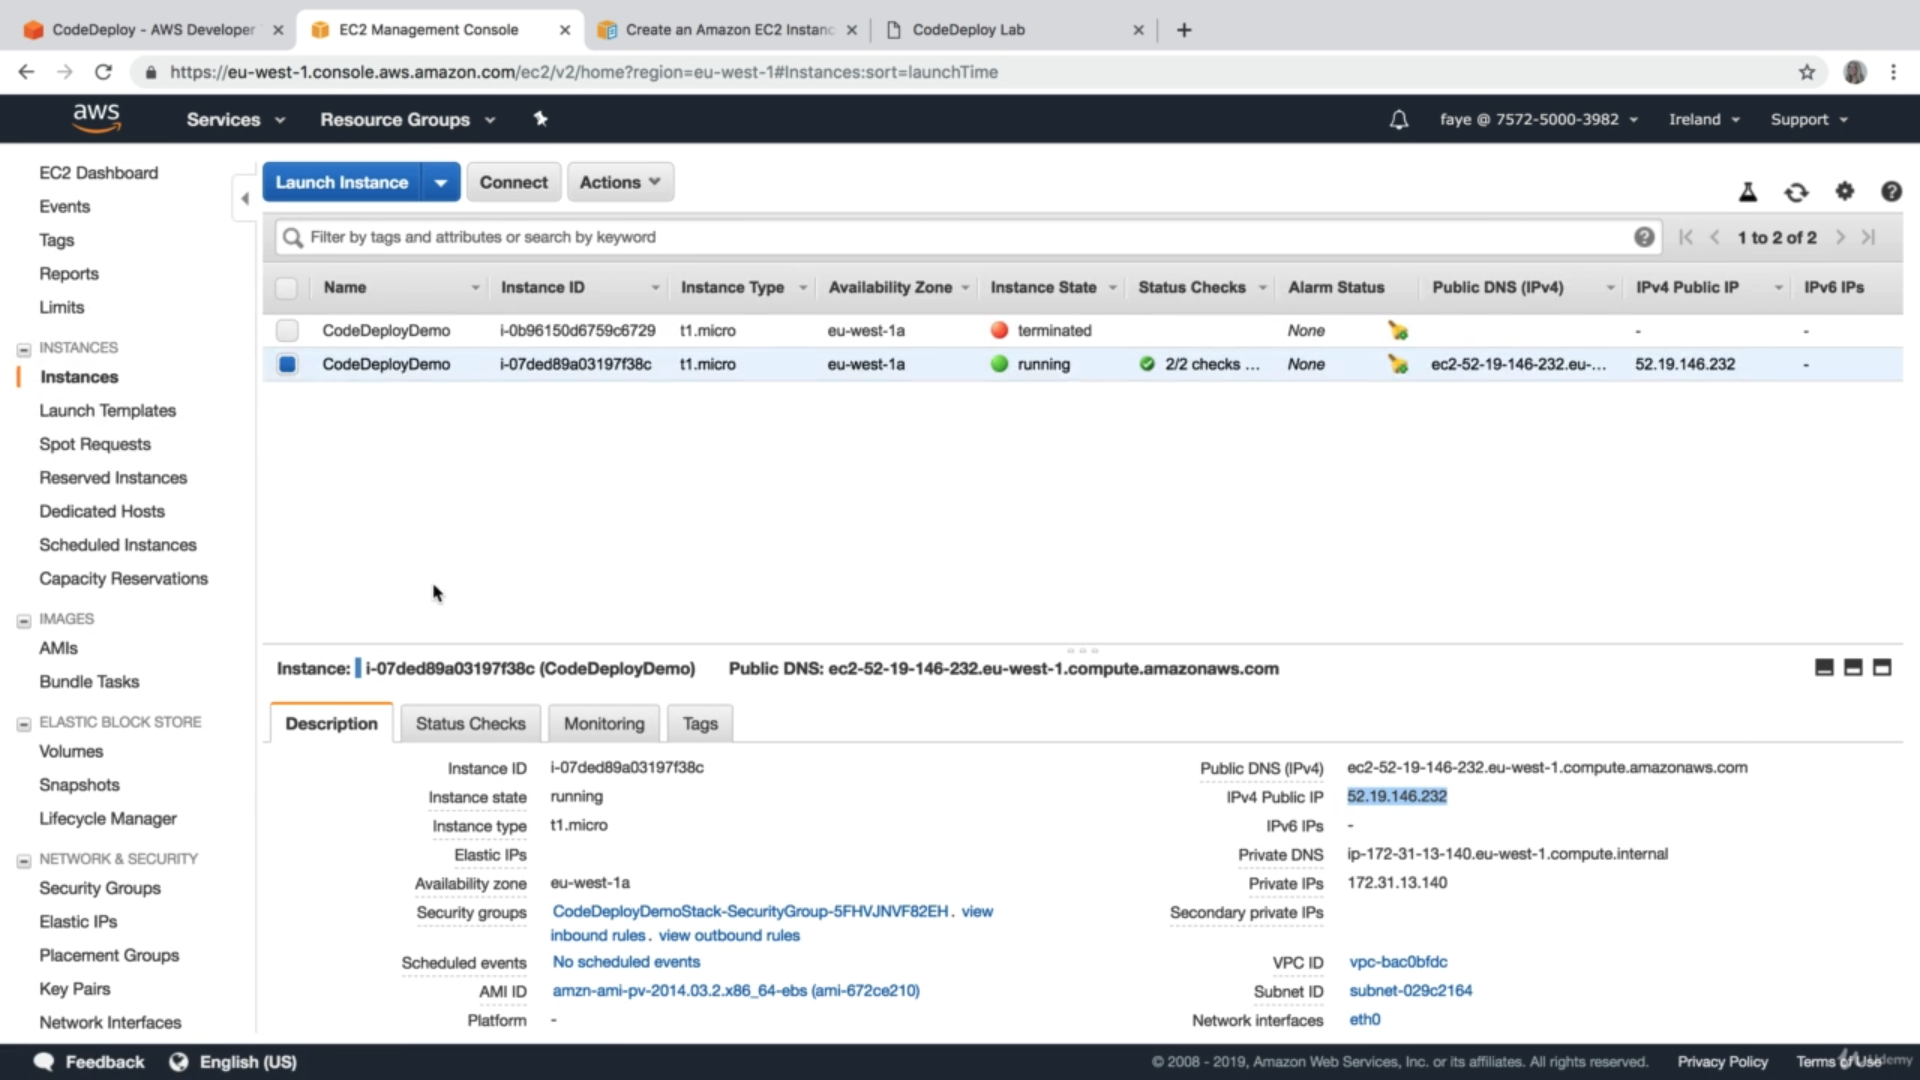 CodeDeploy - AWS Developer
EC2 Management Console
Create an Amazon EC2 Instanc
CodeDeploy Lab
https://eu-west-1.console.aws.amazon.com/ec2/v2/home?region=eu-west-1#Instances:sort=launchTime
aws
Services
Resource Groups
faye @ 7572-5000-3982
Ireland
Support
EC2 Dashboard
Events
Tags
Reports
Limits
INSTANCES
Instances
Launch Templates
Spot Requests
Reserved Instances
Dedicated Hosts
Scheduled Instances
Capacity Reservations
IMAGES
AMIs
Bundle Tasks
ELASTIC BLOCK STORE
Volumes
Snapshots
Lifecycle Manager
NETWORK & SECURITY
Security Groups
Elastic IPs
Placement Groups
Key Pairs
Network Interfaces
Launch Instance
Connect
Actions
Filter by tags and attributes or search by keyword
1 to 2 of 2
Name Instance ID Instance Type Availability Zone Instance State Status Checks Alarm Status Public DNS (IPv4) IPv4 Public IP IPv6 IPs
CodeDeployDemo i-0b96150d6759c6729 t1.micro eu-west-1a terminated None - -
CodeDeployDemo i-07ded89a03197f38c t1.micro eu-west-1a running 2/2 checks ... None ec2-52-19-146-232.eu-... 52.19.146.232 -
Instance: i-07ded89a03197f38c (CodeDeployDemo) Public DNS: ec2-52-19-146-232.eu-west-1.compute.amazonaws.com
Description
Status Checks
Monitoring
Tags
Instance ID i-07ded89a03197f38c
Instance state running
Instance type t1.micro
Elastic IPs
Availability zone eu-west-1a
Security groups CodeDeployDemoStack-SecurityGroup-5FHVJNVF82EH. view
inbound rules. view outbound rules
Scheduled events No scheduled events
AMI ID amzn-ami-pv-2014.03.2.x86_64-ebs (ami-672ce210)
Platform -
Public DNS (IPv4) ec2-52-19-146-232.eu-west-1.compute.amazonaws.com
IPv4 Public IP 52.19.146.232
IPv6 IPs -
Private DNS ip-172-31-13-140.eu-west-1.compute.internal
Private IPs 172.31.13.140
Secondary private IPs
VPC ID vpc-bac0bfdc
Subnet ID subnet-029c2164
Network interfaces eth0
Feedback
English (US)
© 2008 - 2019, Amazon Web Services, Inc. or its affiliates. All rights reserved.
Privacy Policy
Terms of Use